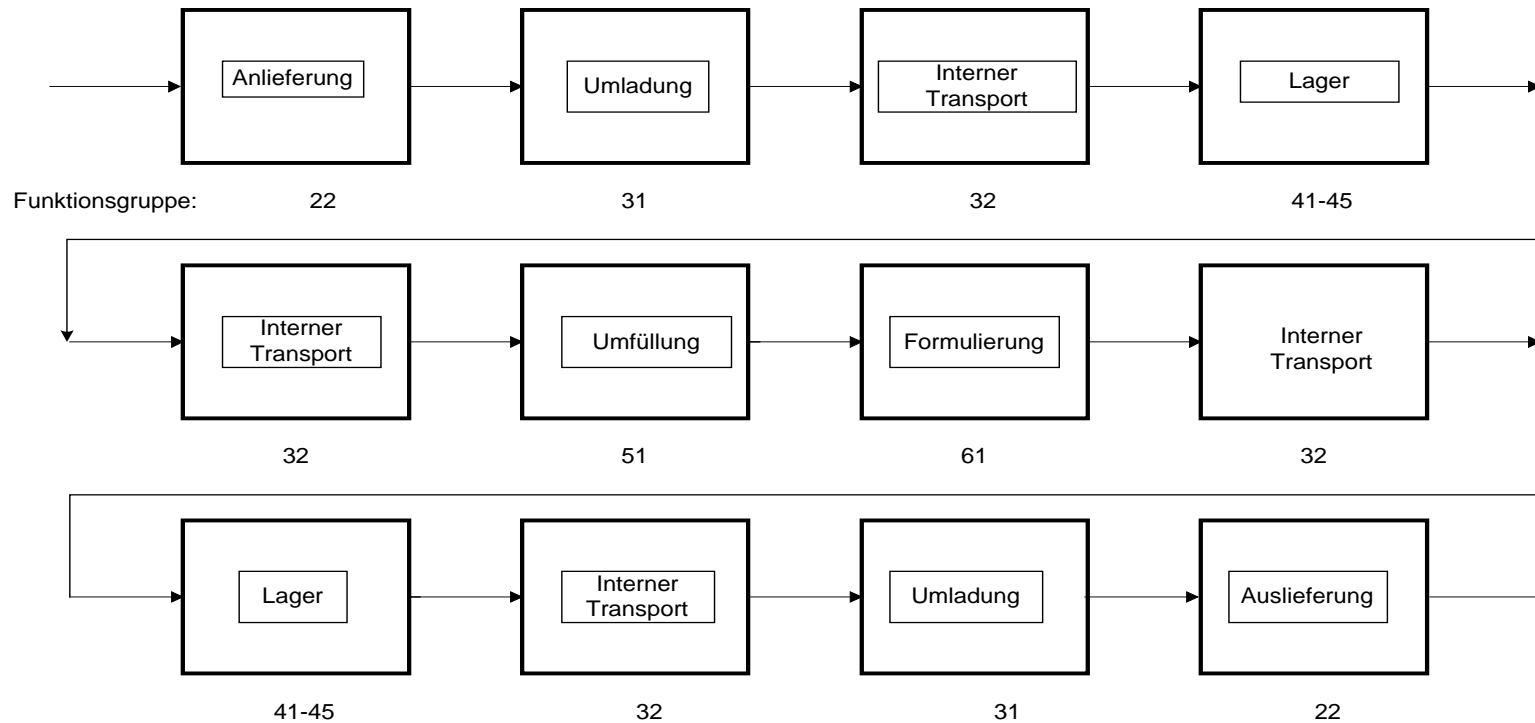 Anlieferung
Umladung
Interner
Transport
Lager
Funktionsgruppe:
22
31
32
41-45
Interner
Transport
Umfüllung
Formulierung
Interner
Transport
32
51
61
32
Lager
Interner
Transport
Umladung
Auslieferung
41-45
32
31
22